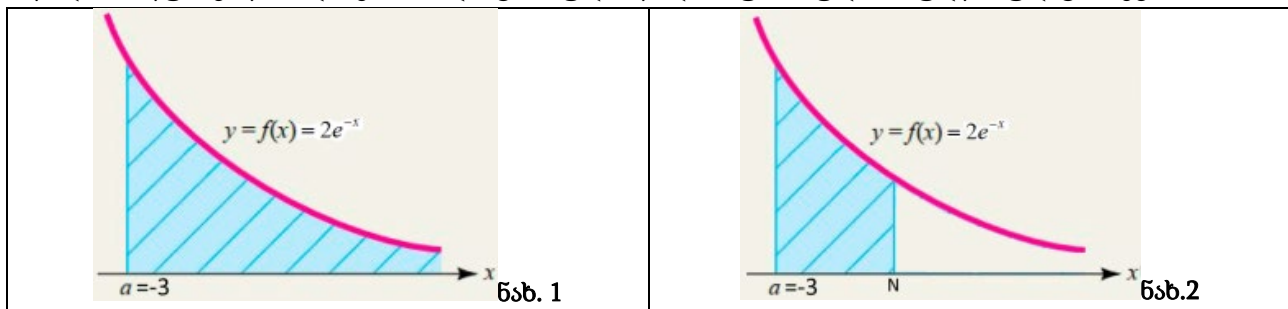 y = f(x) = 2e⁻ˣ
x
a =-3
ნახ. 1
y = f(x) = 2e⁻ˣ
x
a =-3
N
ნახ.2